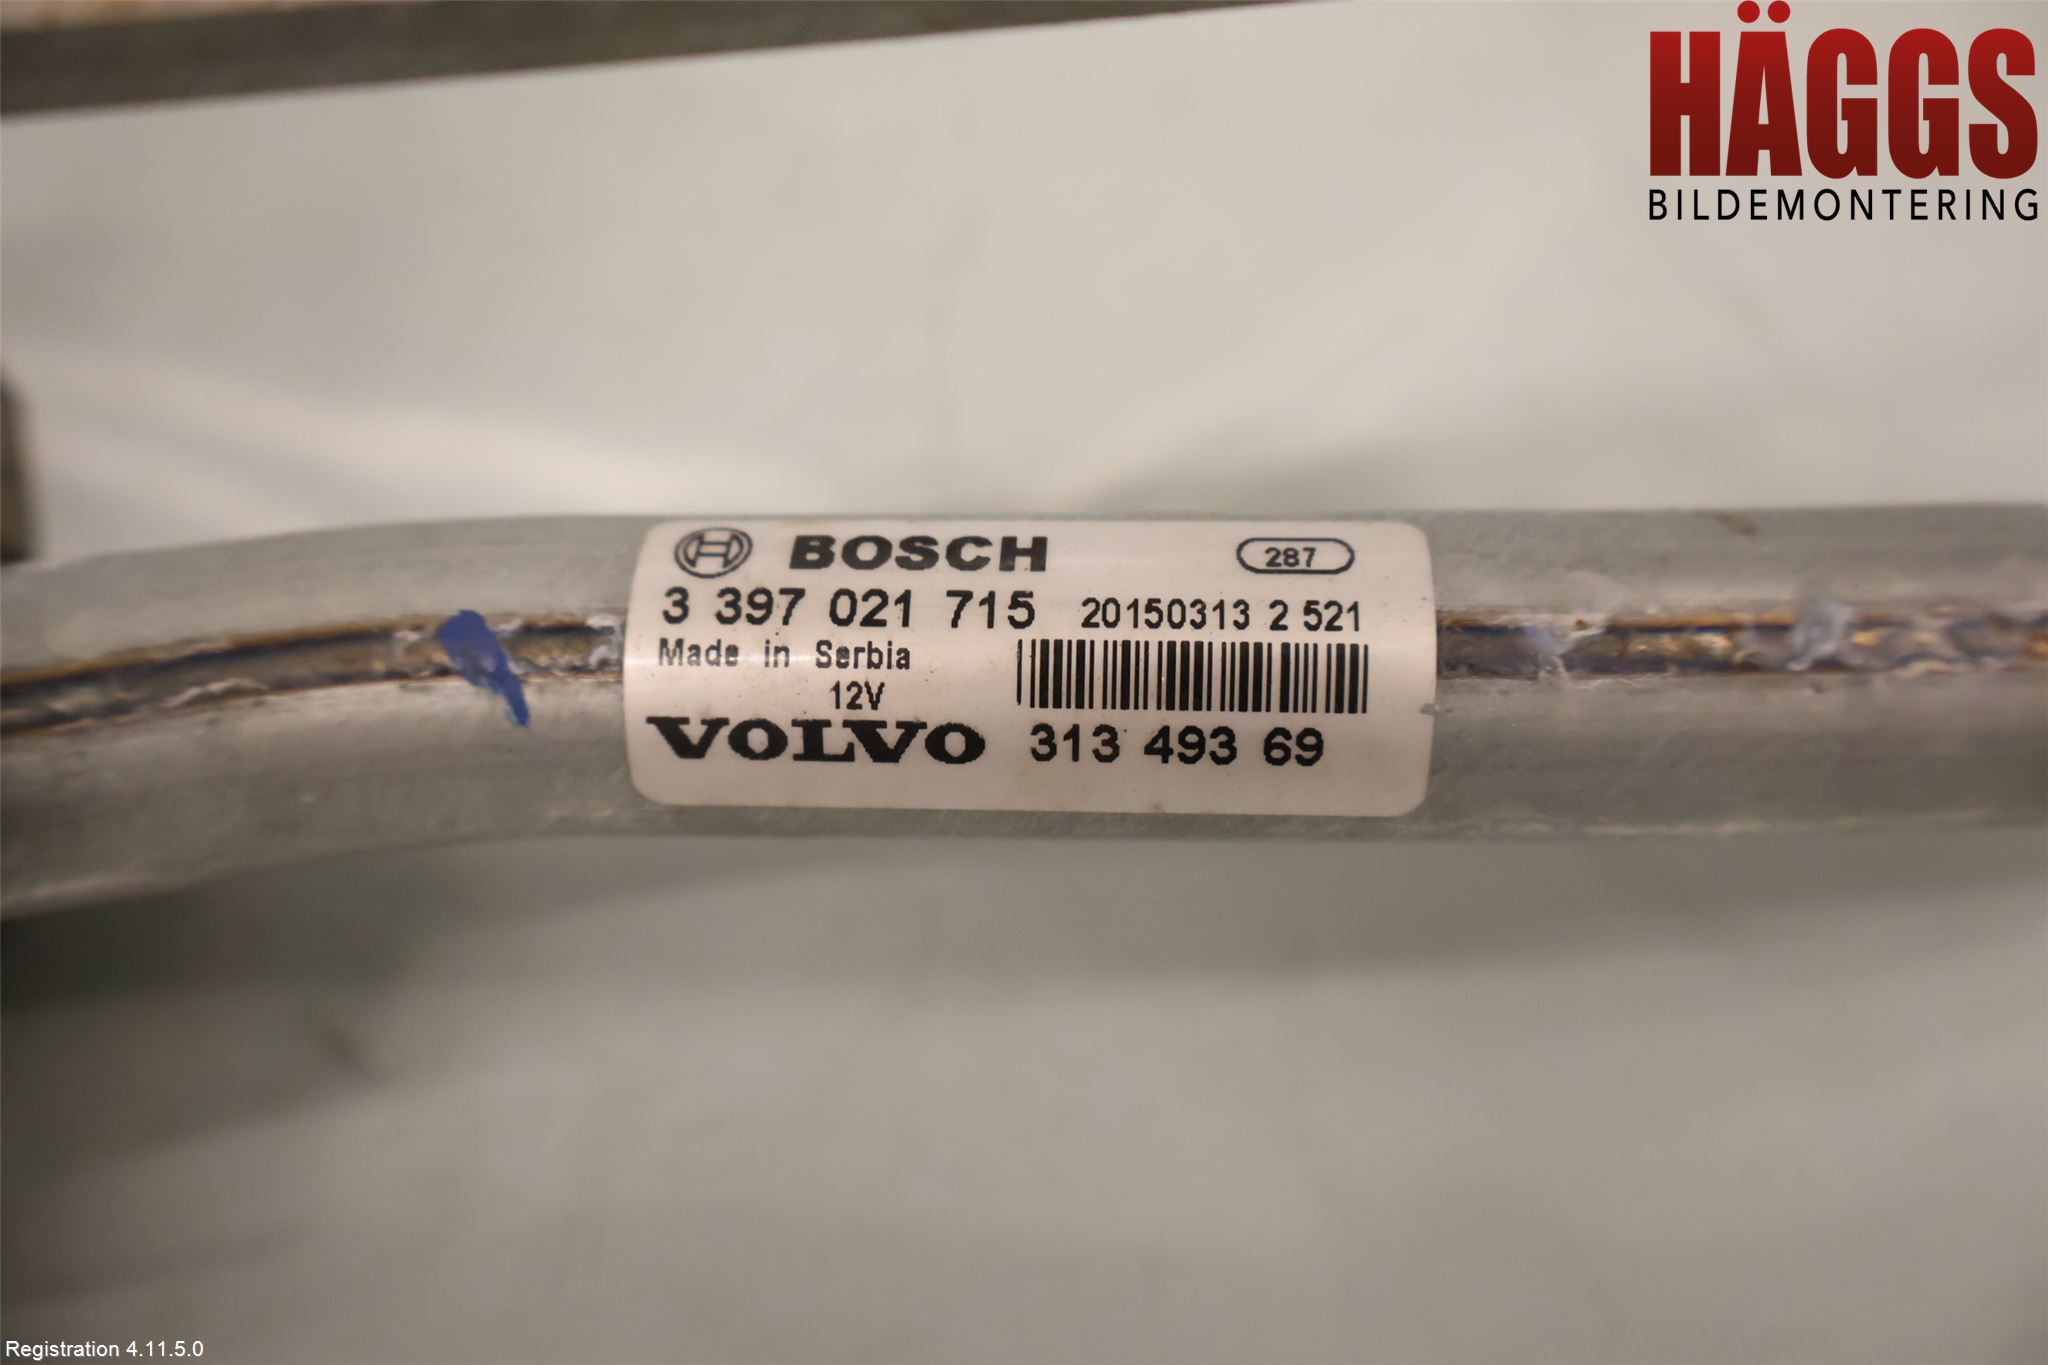 HÄGGS
BILDEMONTERING
BOSCH 287
3 397 021 715 20150313 2 521
Made in Serbia
12V
VOLVO 313 493 69
Registration 4.11.5.0